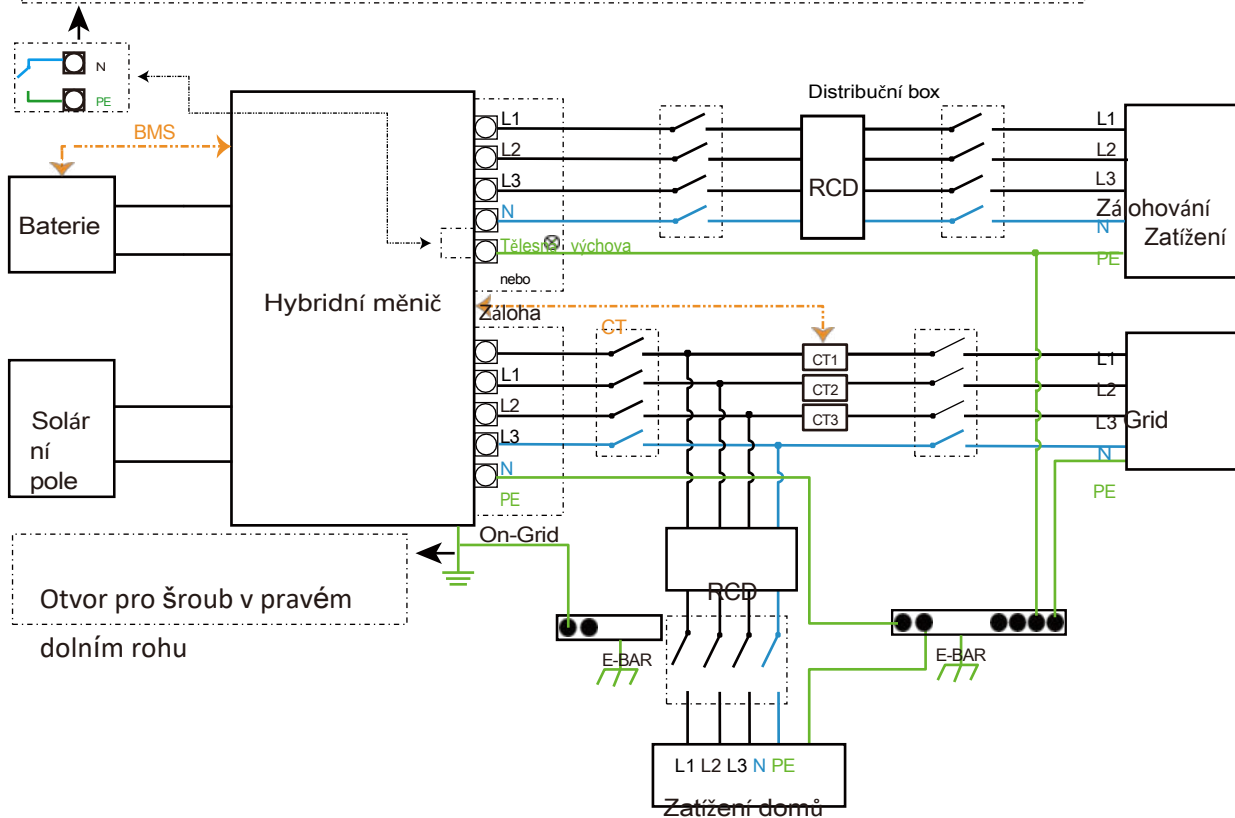 N
PE
BMS
Baterie
Hybridní měnič
Solár
ní
pole
Otvor pro šroub v pravém
dolním rohu
L1
L2
L3
N
Tělesná výchova
nebo
Záloha
CT
L1
L2
L3
N
PE
On-Grid
Distribuční box
RCD
L1
L2
L3
Zálohování
N
Zatížení
PE
CT1
CT2
CT3
L1
L2
L3
Grid
N
PE
RCD
E-BAR
E-BAR
L1 L2 L3 N PE
Zatížení domů